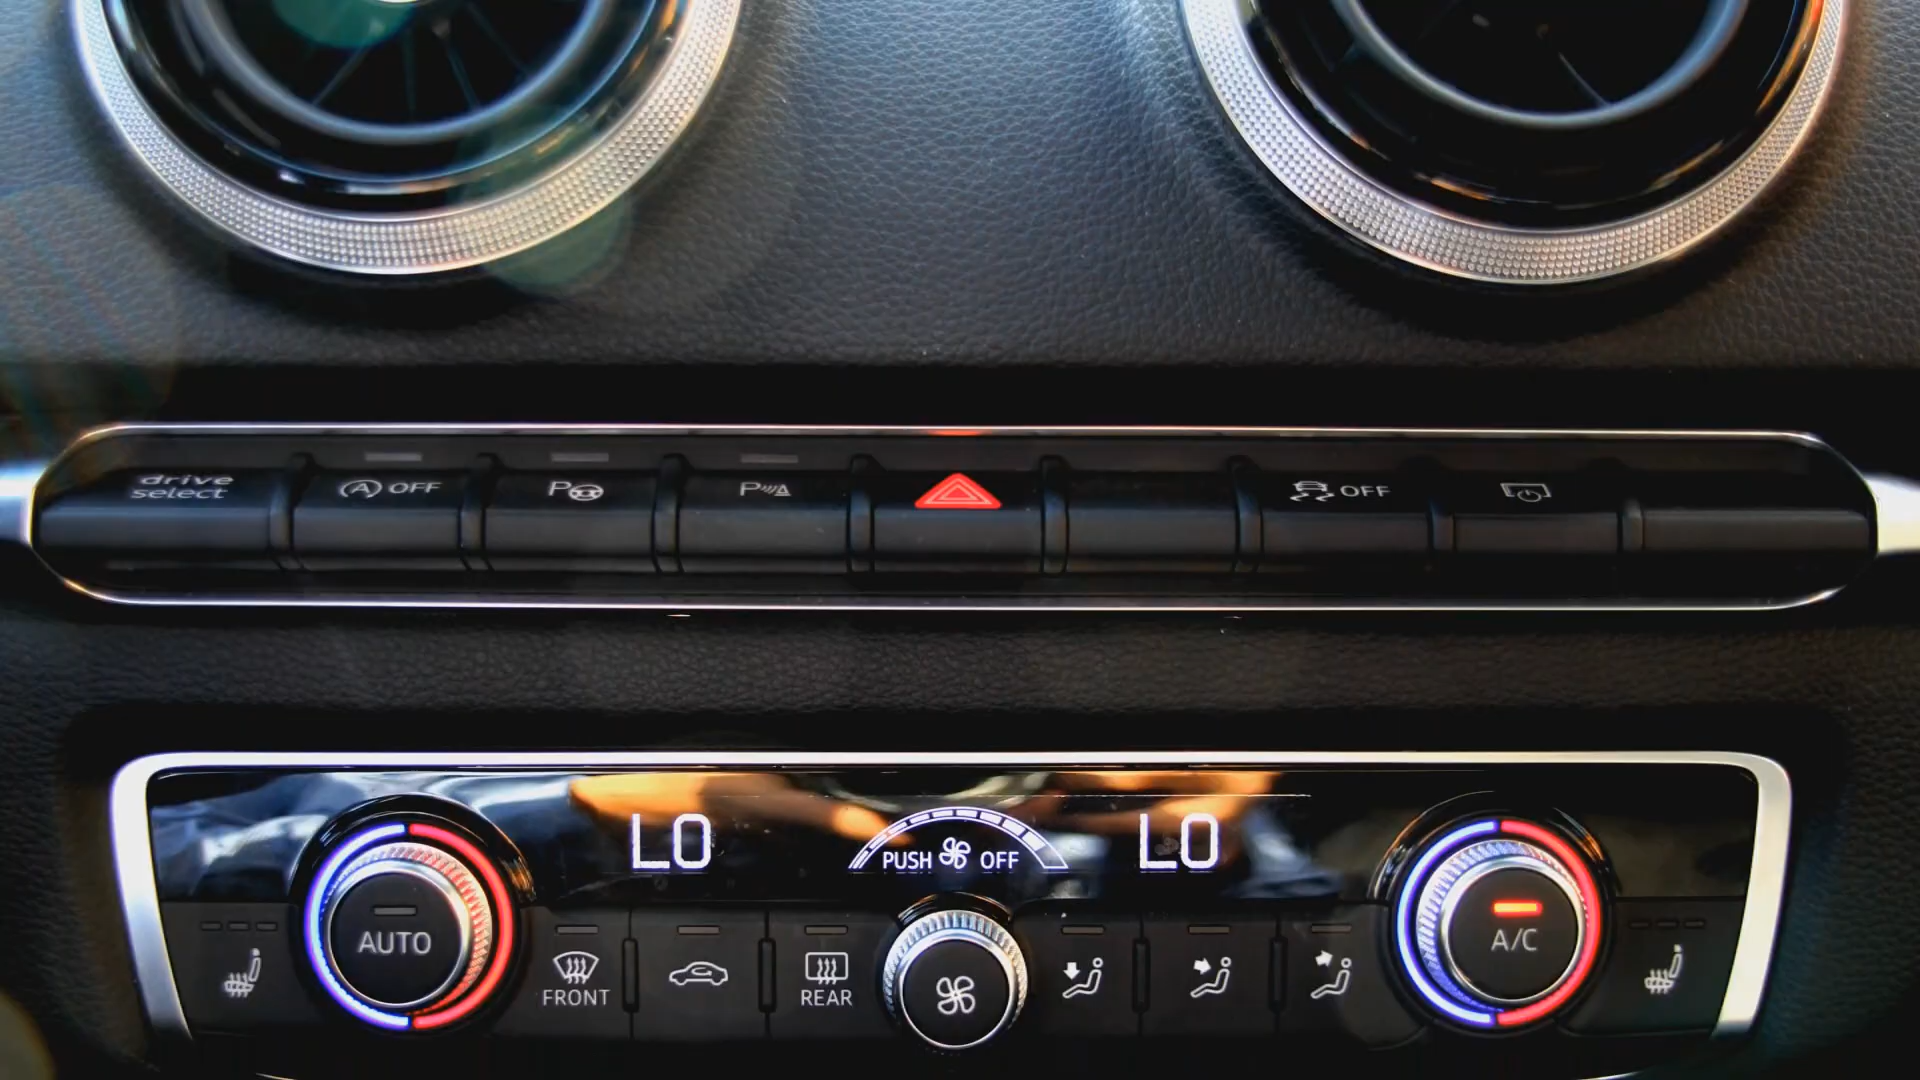 drive
select
A OFF
P
P
OFF
LO
PUSH OFF
LO
AUTO
A/C
FRONT
REAR